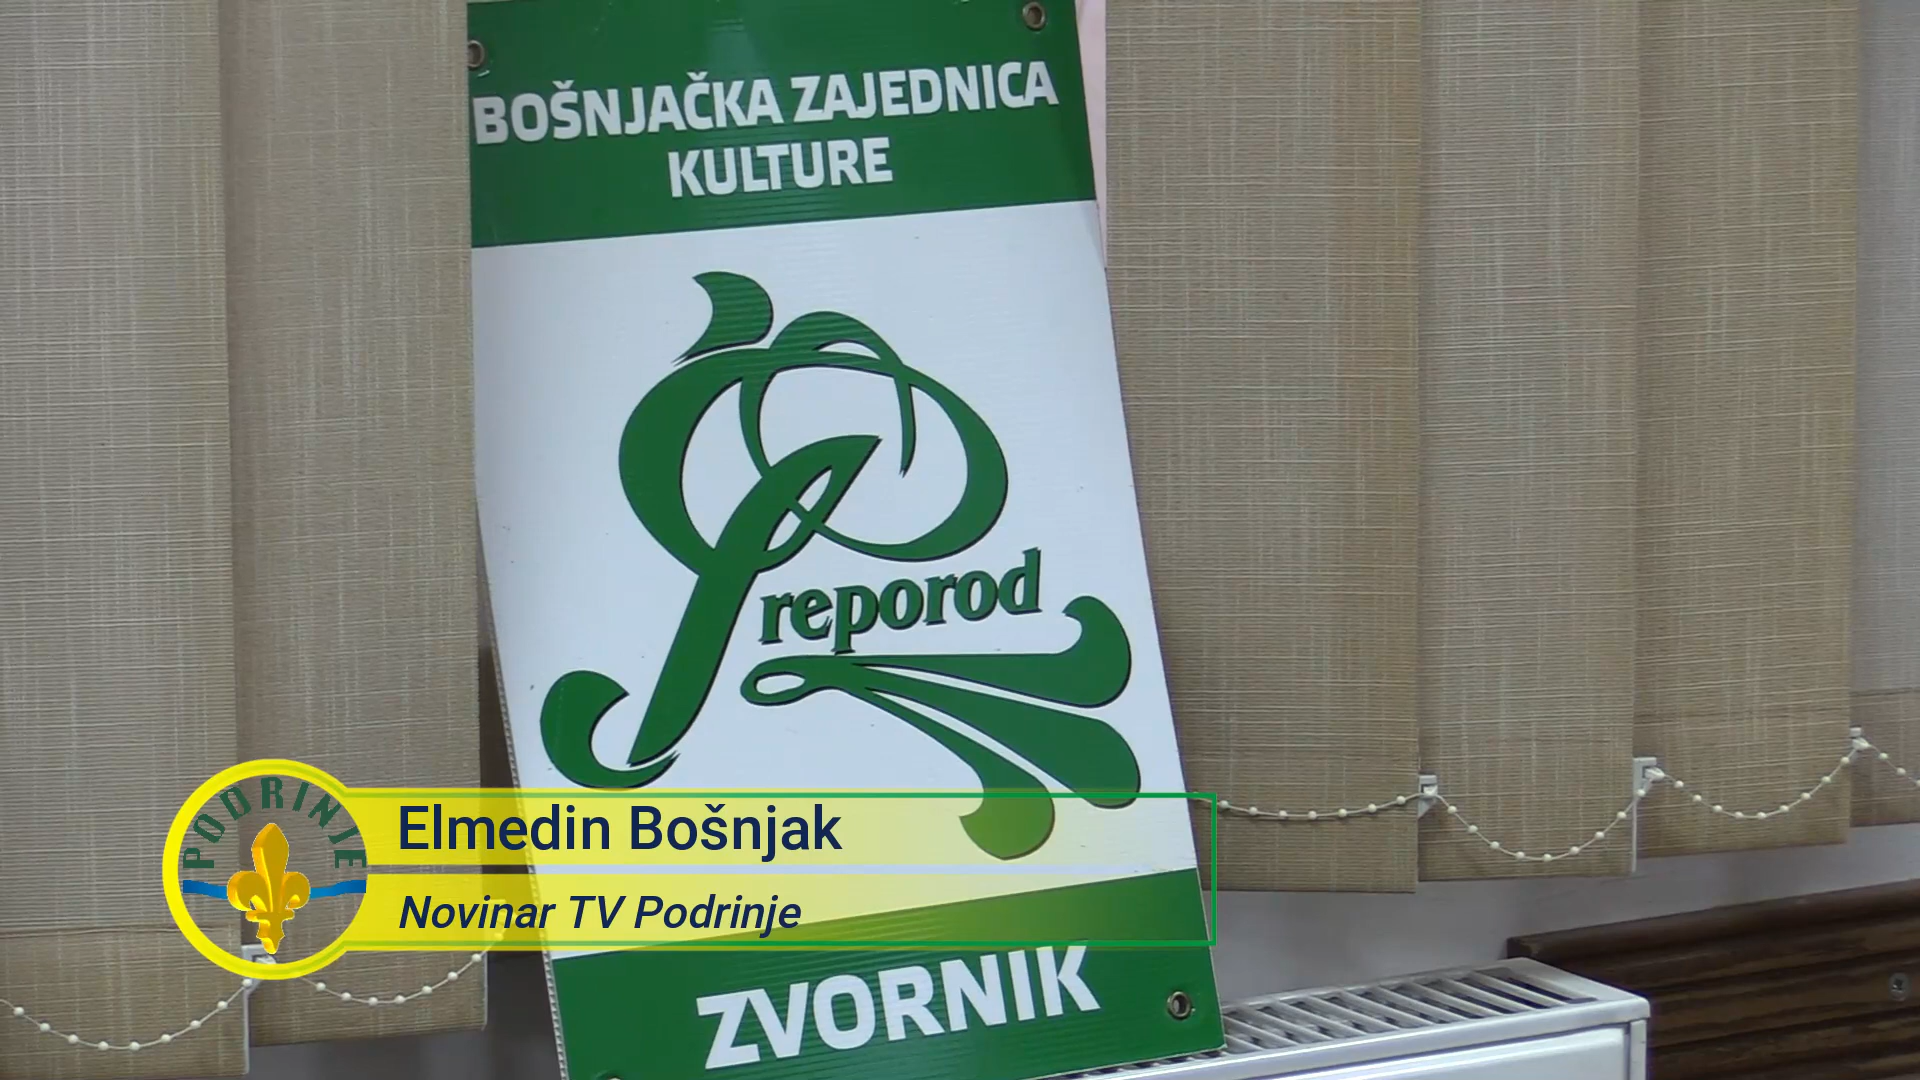 BOŠNJAČKA ZAJEDNICA
KULTURE
Preporod
PODRINJE
Elmedin Bošnjak
Novinar TV Podrinje
ZVORNIK